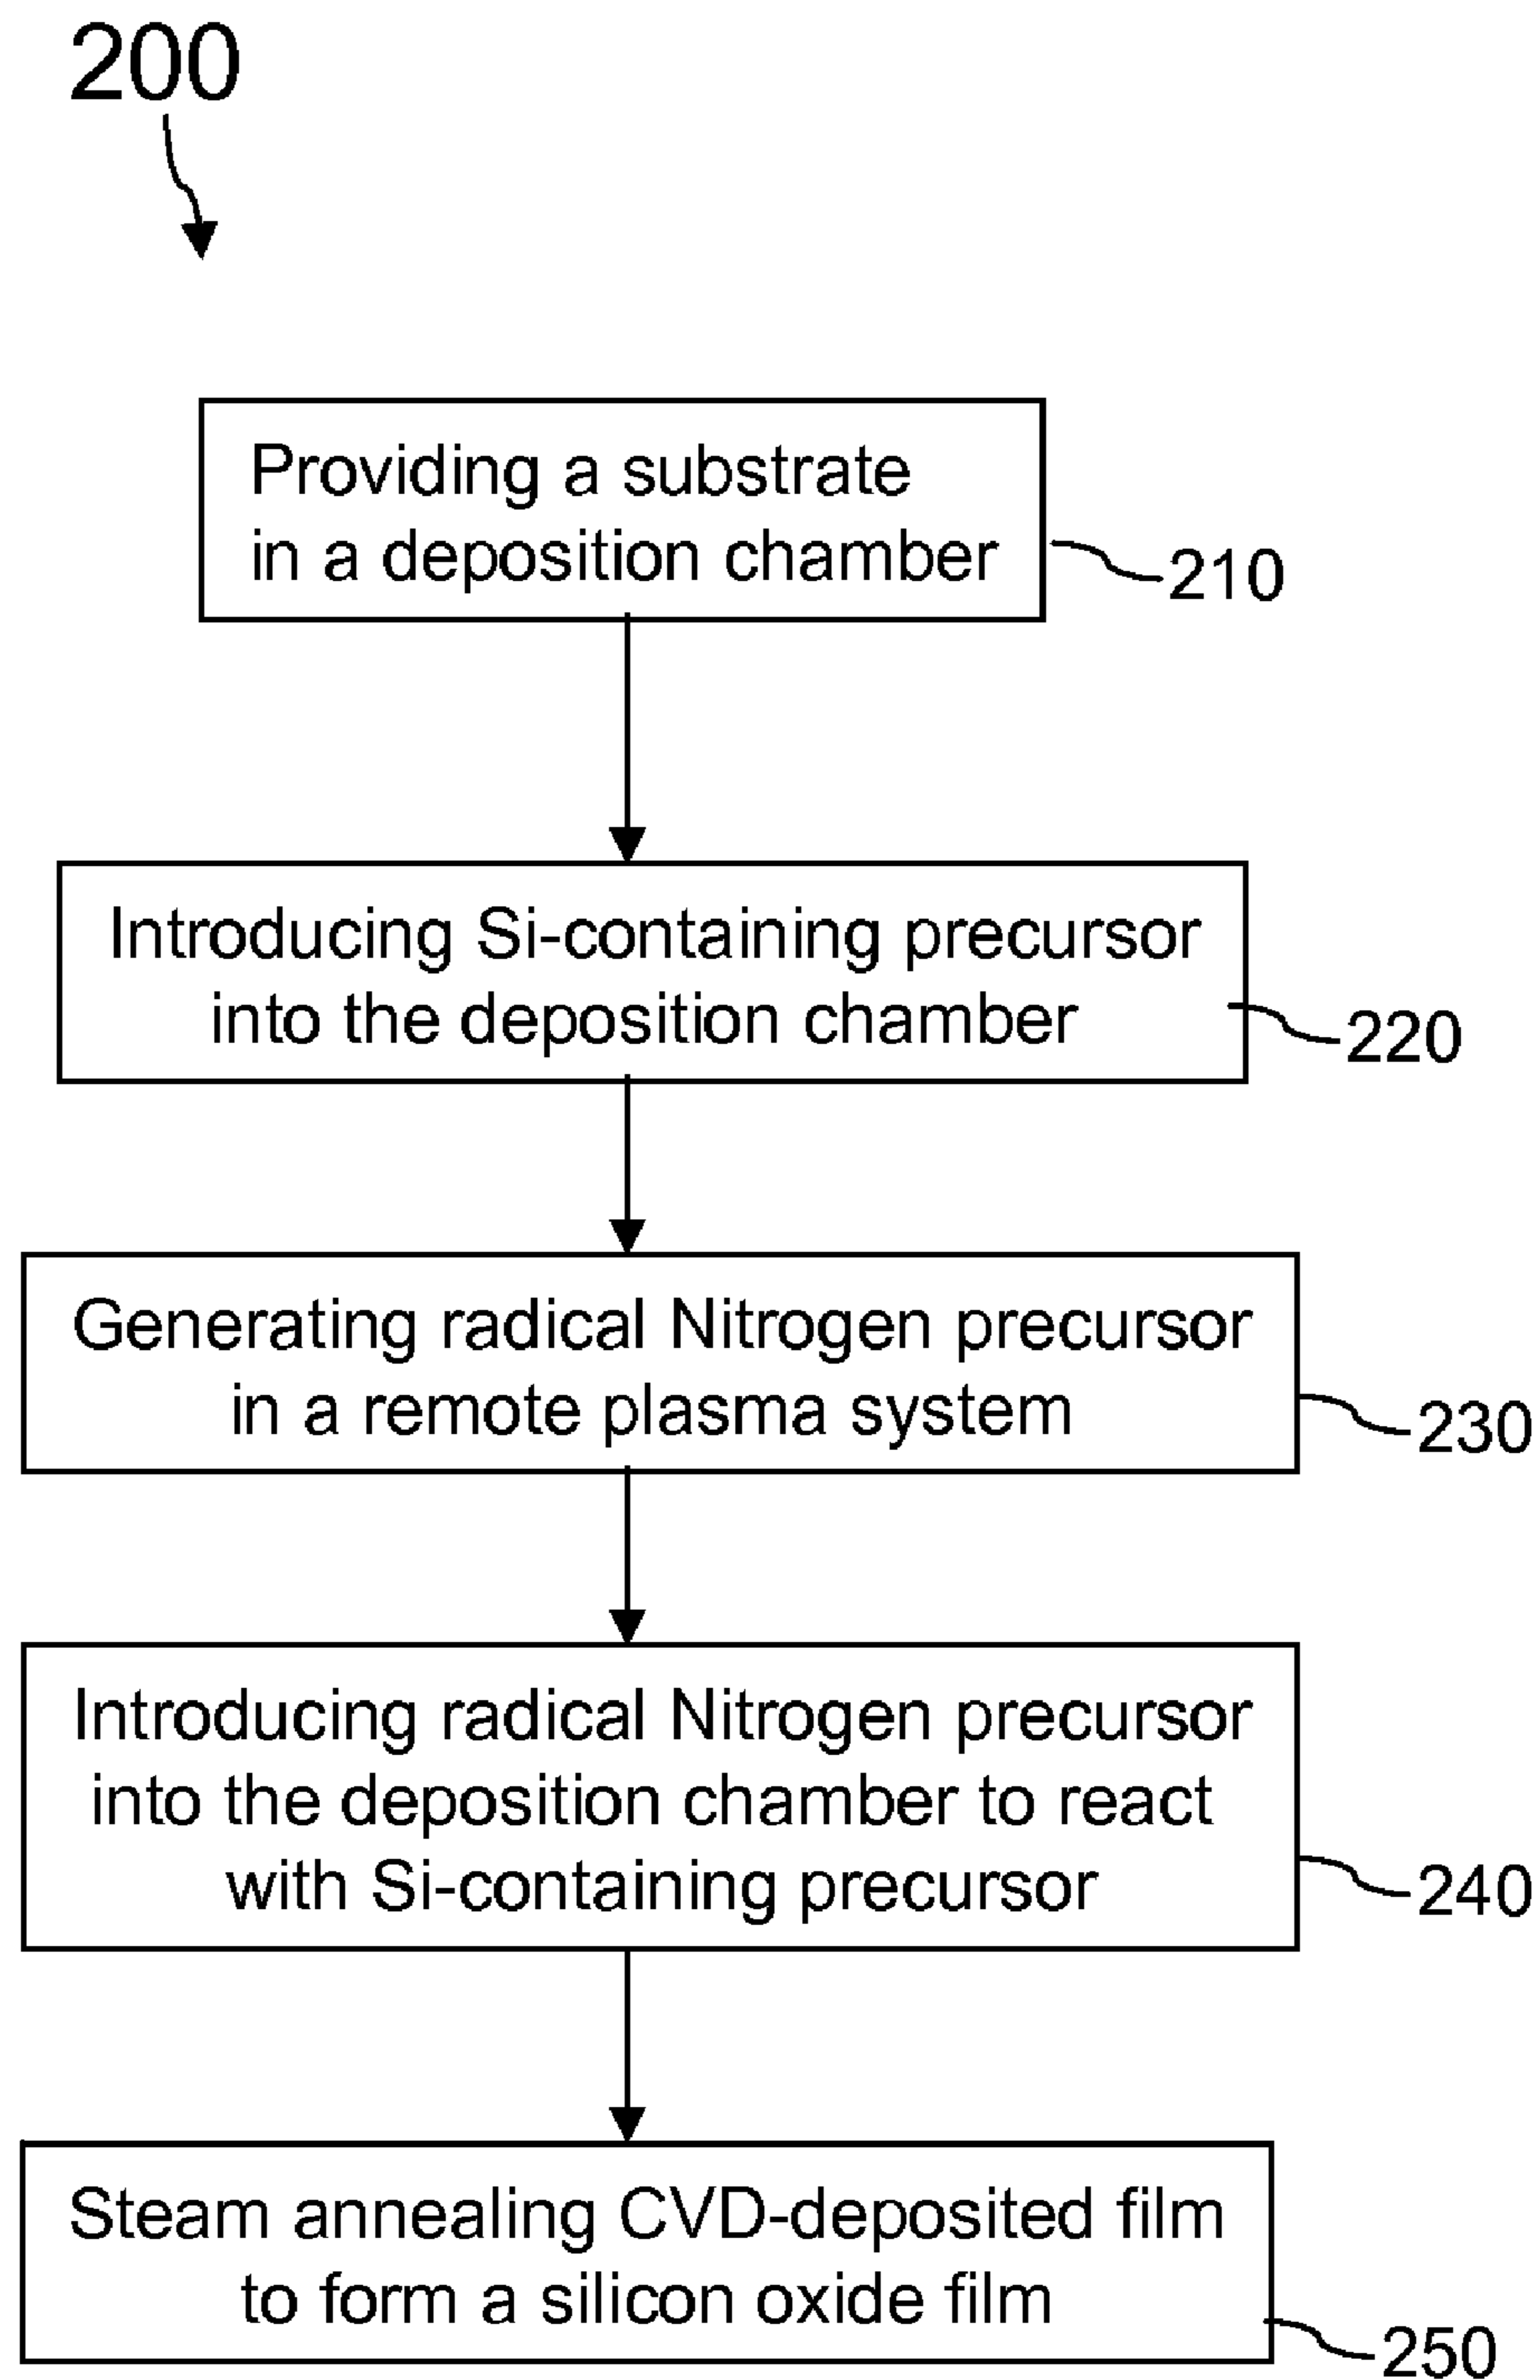 200
Providing a substrate
in a deposition chamber
210
Introducing Si-containing precursor
into the deposition chamber
220
Generating radical Nitrogen precursor
in a remote plasma system
230
Introducing radical Nitrogen precursor
into the deposition chamber to react
with Si-containing precursor
240
Steam annealing CVD-deposited film
to form a silicon oxide film
250